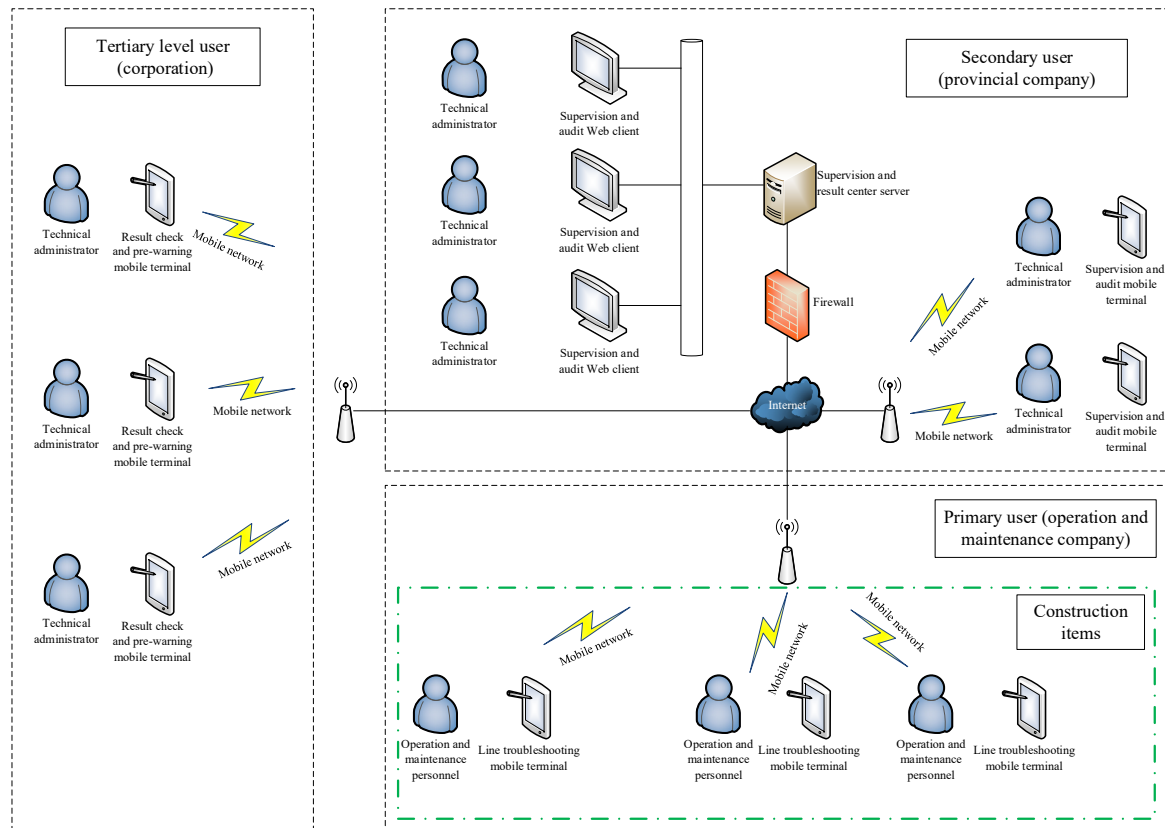 Tertiary level user
(corporation)
Technical
administrator
Result check
and pre-warning
mobile terminal
Mobile network
Technical
administrator
Result check
and pre-warning
mobile terminal
Mobile network
Technical
administrator
Result check
and pre-warning
mobile terminal
Mobile network
Secondary user
(provincial company)
Technical
administrator
Supervision and
audit Web client
Technical
administrator
Supervision and
audit Web client
Technical
administrator
Supervision and
audit Web client
Supervision and
result center server
Firewall
Internet
Mobile network
Technical
administrator
Supervision and
audit mobile
terminal
Mobile network
Technical
administrator
Supervision and
audit mobile
terminal
Primary user (operation and
maintenance company)
Construction
items
Mobile network
Mobile network
Mobile network
Operation and
maintenance
personnel
Line troubleshooting
mobile terminal
Operation and
maintenance
personnel
Line troubleshooting
mobile terminal
Operation and
maintenance
personnel
Line troubleshooting
mobile terminal